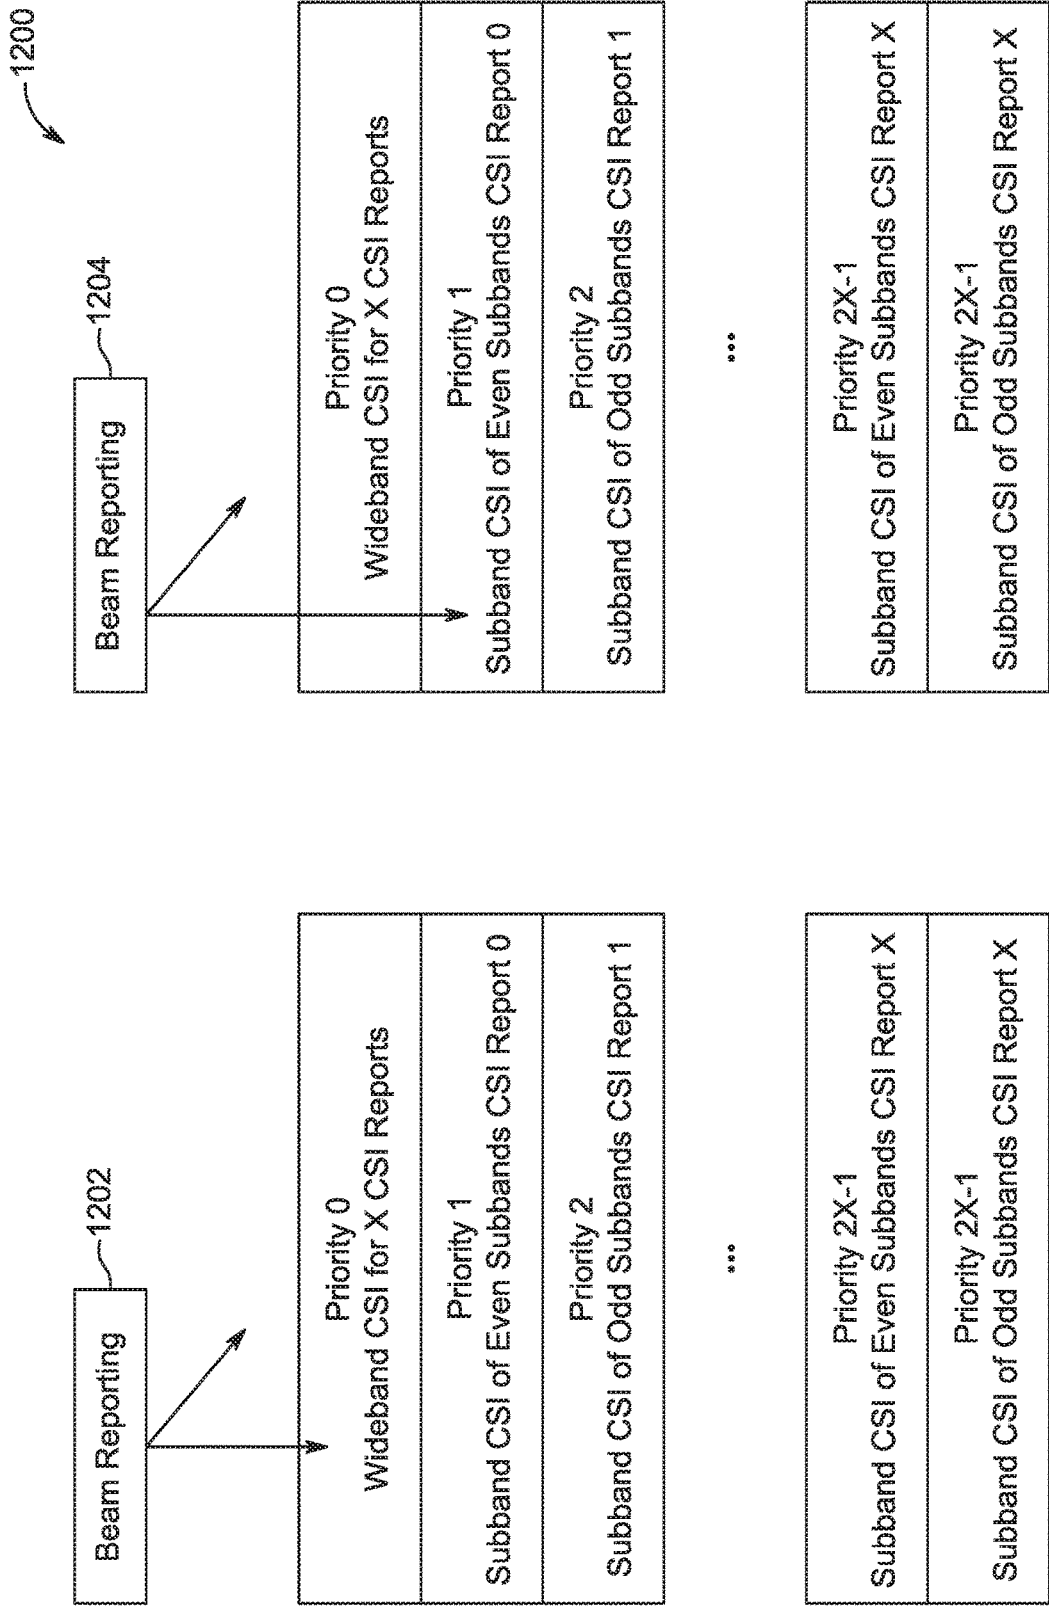 1200
Beam Reporting
1202
Priority 0
Wideband CSI for X CSI Reports
Priority 1
Subband CSI of Even Subbands CSI Report 0
Priority 2
Subband CSI of Odd Subbands CSI Report 1
...
Priority 2X-1
Subband CSI of Even Subbands CSI Report X
Priority 2X-1
Subband CSI of Odd Subbands CSI Report X
Beam Reporting
1204
Priority 0
Wideband CSI for X CSI Reports
Priority 1
Subband CSI of Even Subbands CSI Report 0
Priority 2
Subband CSI of Odd Subbands CSI Report 1
...
Priority 2X-1
Subband CSI of Even Subbands CSI Report X
Priority 2X-1
Subband CSI of Odd Subbands CSI Report X